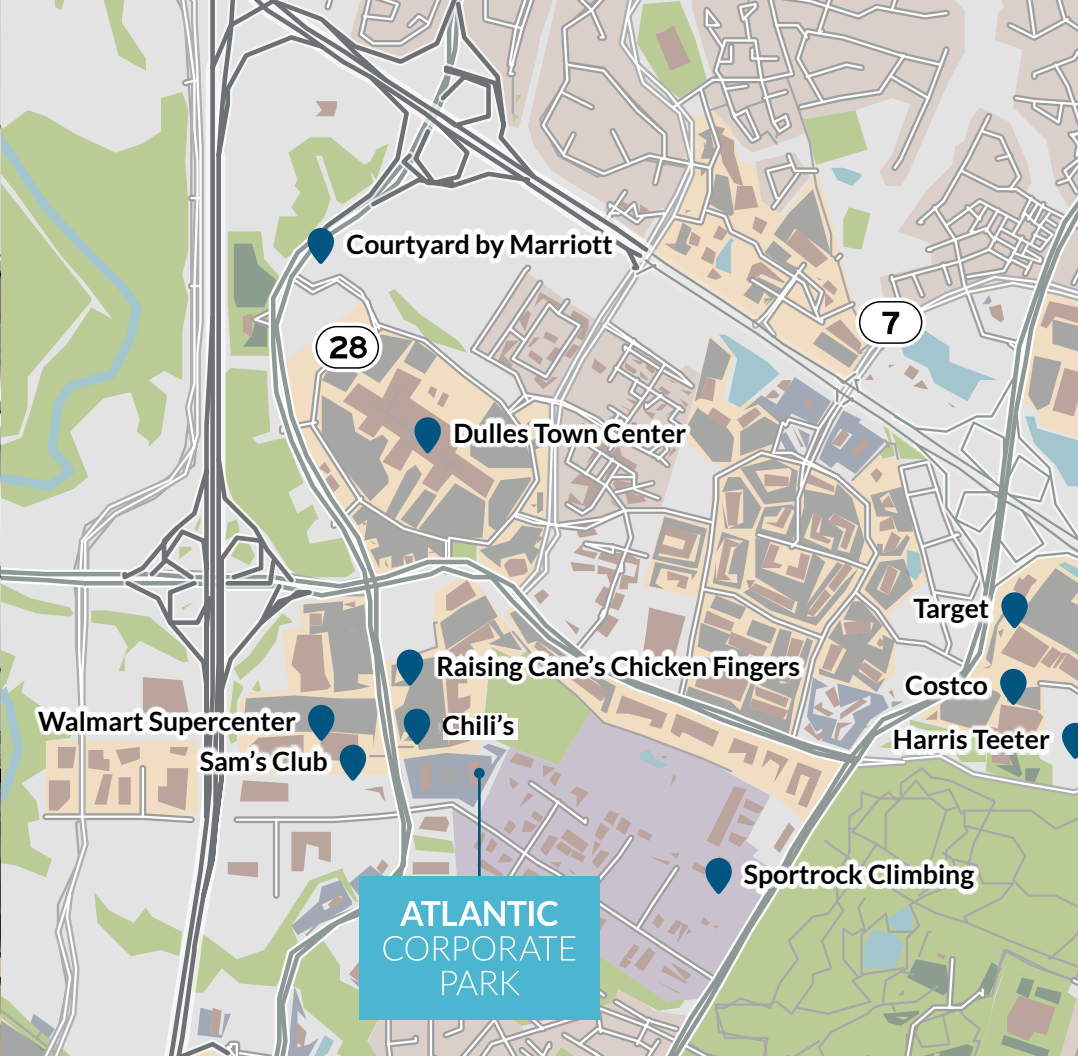 Courtyard by Marriott
7
28
Dulles Town Center
Target
Raising Cane’s Chicken Fingers
Costco
Walmart Supercenter
Chili’s
Harris Teeter
Sam’s Club
Sportrock Climbing
ATLANTIC
CORPORATE
PARK